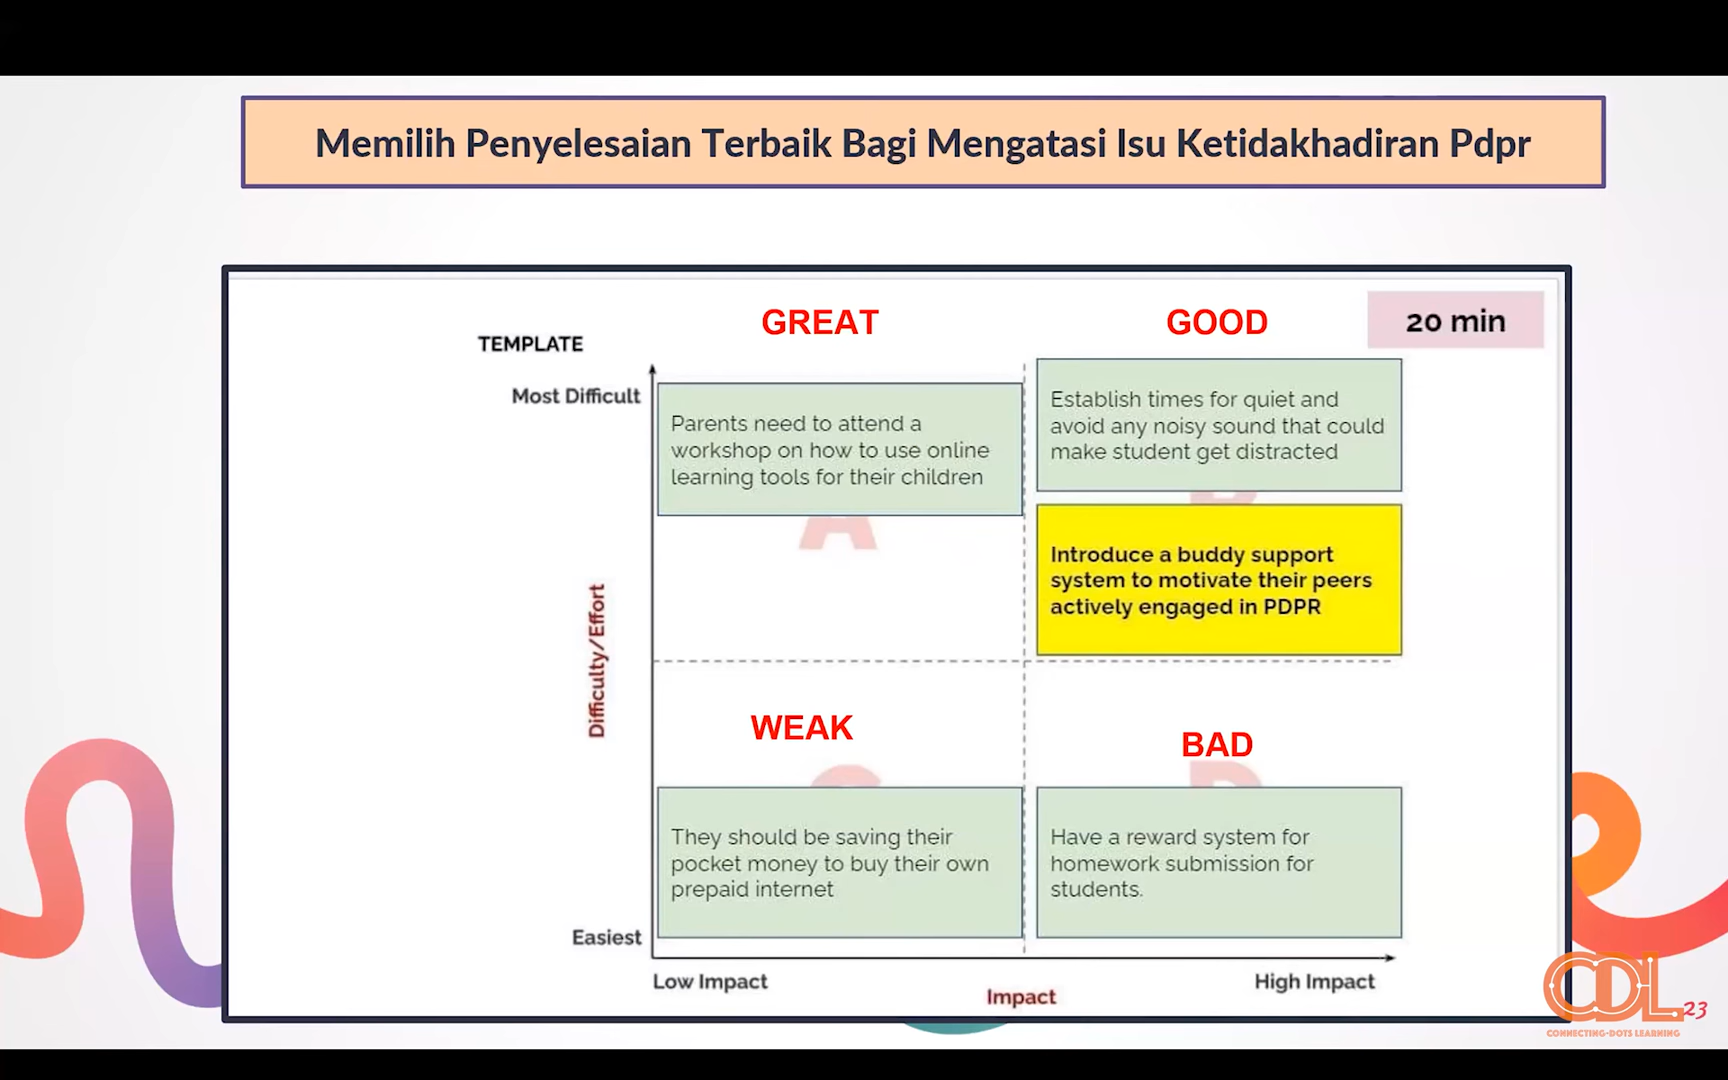 Memilih Penyelesaian Terbaik Bagi Mengatasi Isu Ketidakhadiran Pdpr
GREAT
GOOD
20 min
TEMPLATE
Most Difficult
Parents need to attend a
workshop on how to use online
learning tools for their children
Establish times for quiet and
avoid any noisy sound that could
make student get distracted
A
Introduce a buddy support
system to motivate their peers
actively engaged in PDPR
Difficulty/Effort
WEAK
BAD
They should be saving their
pocket money to buy their own
prepaid internet
Have a reward system for
homework submission for
students.
Easiest
Low Impact
Impact
High Impact
CDL
CONNECTING-DOTS LEARNING
23